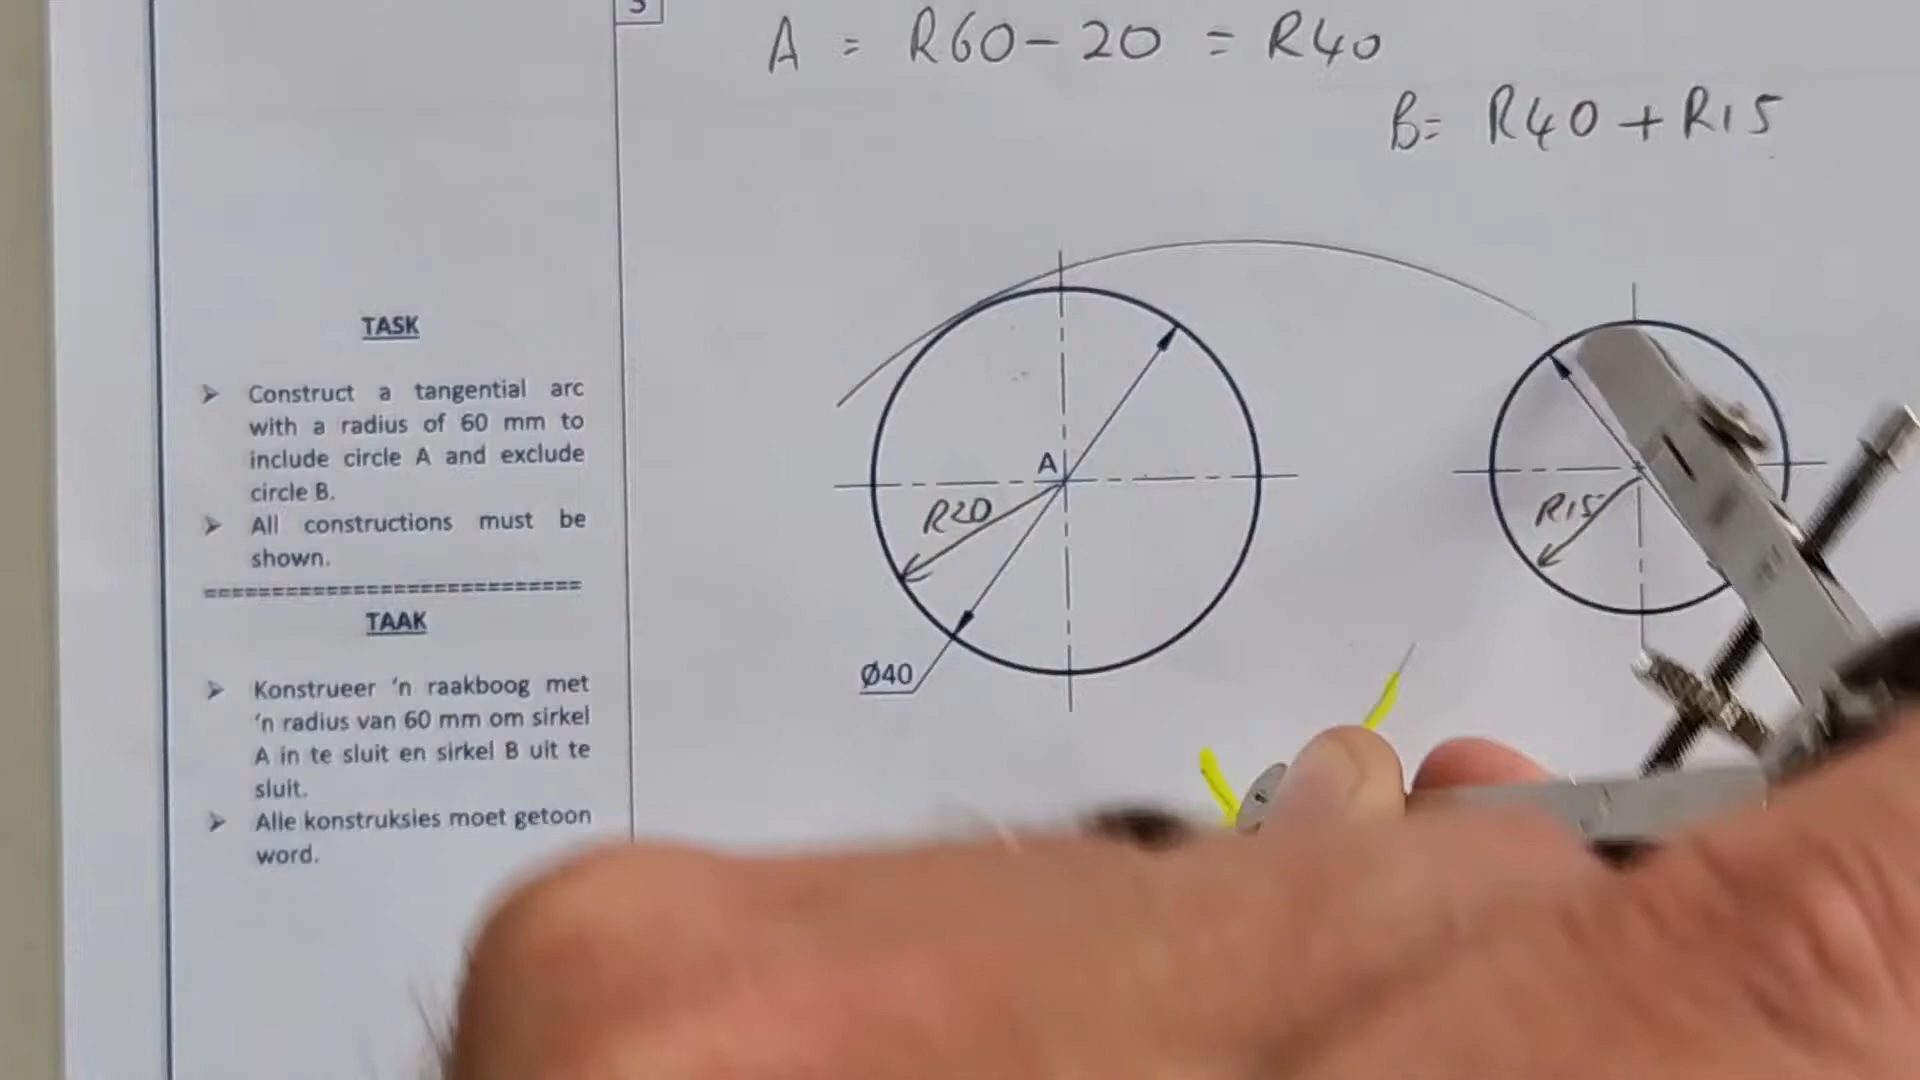 A = R60 - 20 = R40
B= R40 + R15
TASK
➢ Construct a tangential arc
with a radius of 60 mm to
include circle A and exclude
circle B.
➢ All constructions must be
shown.
============================
TAAK
➢ Konstrueer 'n raakboog met
'n radius van 60 mm om sirkel
A in te sluit en sirkel B uit te
sluit.
➢ Alle konstruksies moet getoon
word.
A
R20
Ø40
R15